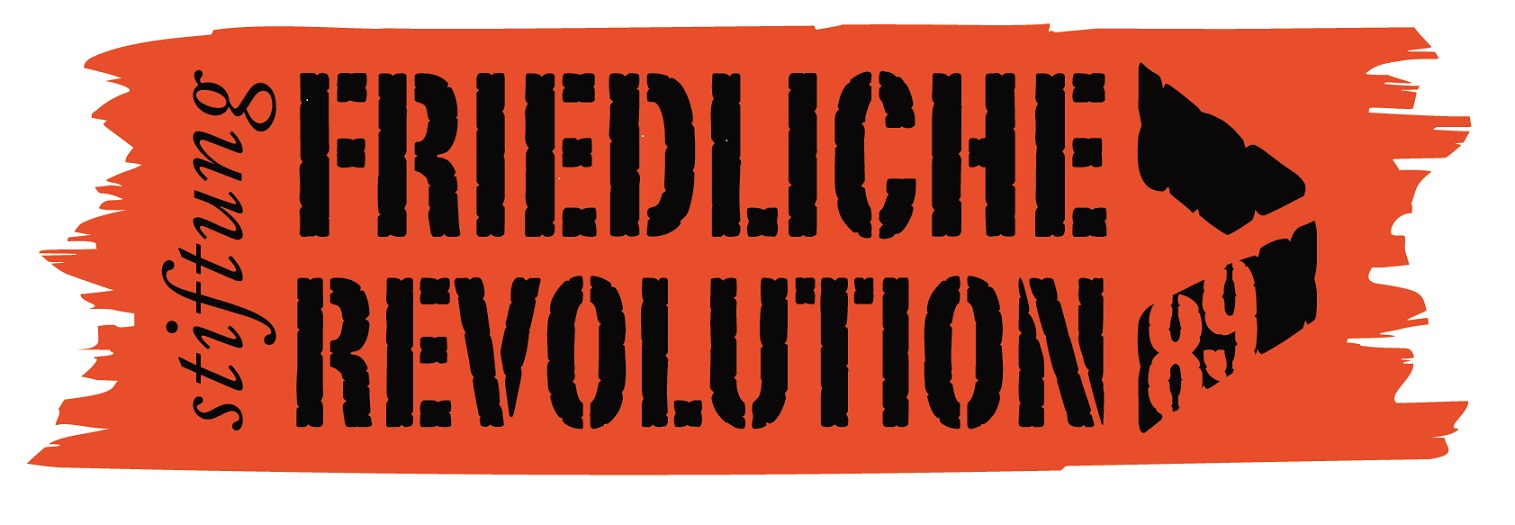 stiftung
FRIEDLICHE
REVOLUTION
89